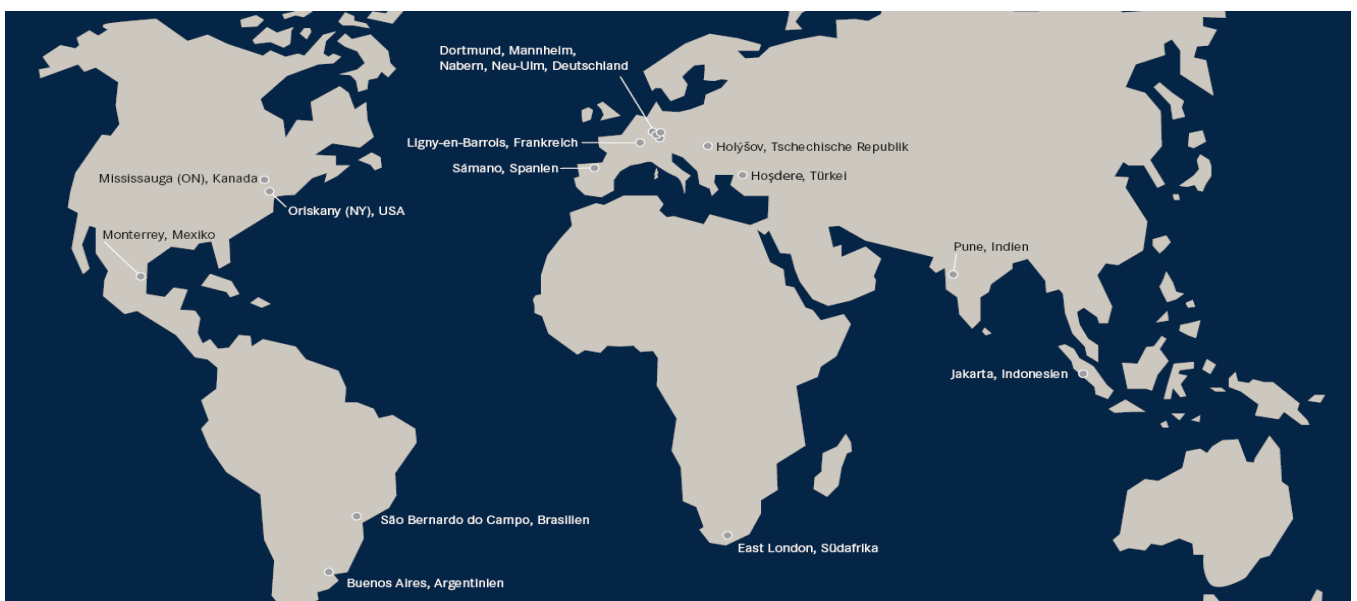 Dortmund, Mannheim,
Nabern, Neu-Ulm, Deutschland
Ligny-en-Barrois, Frankreich
Holýšov, Tschechische Republik
Sámano, Spanien
Hoşdere, Türkei
Mississauga (ON), Kanada
Oriskany (NY), USA
Monterrey, Mexiko
Pune, Indien
Jakarta, Indonesien
São Bernardo do Campo, Brasilien
East London, Südafrika
Buenos Aires, Argentinien